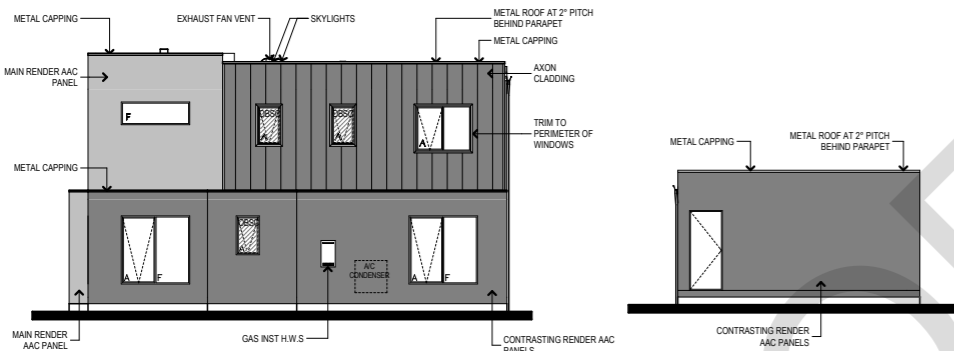 METAL CAPPING
EXHAUST FAN VENT
SKYLIGHTS
METAL ROOF AT 2° PITCH
BEHIND PARAPET
METAL CAPPING
MAIN RENDER AAC
PANEL
AXON
CLADDING
F
OBSC
A
OBSC
A
A
TRIM TO
PERIMETER OF
WINDOWS
METAL CAPPING
OBSC
A
A F
A/C
CONDENSER
A F
MAIN RENDER
AAC PANEL
GAS INST H.W.S
CONTRASTING RENDER AAC
PANELS
METAL CAPPING
METAL ROOF AT 2° PITCH
BEHIND PARAPET
CONTRASTING RENDER
AAC PANELS